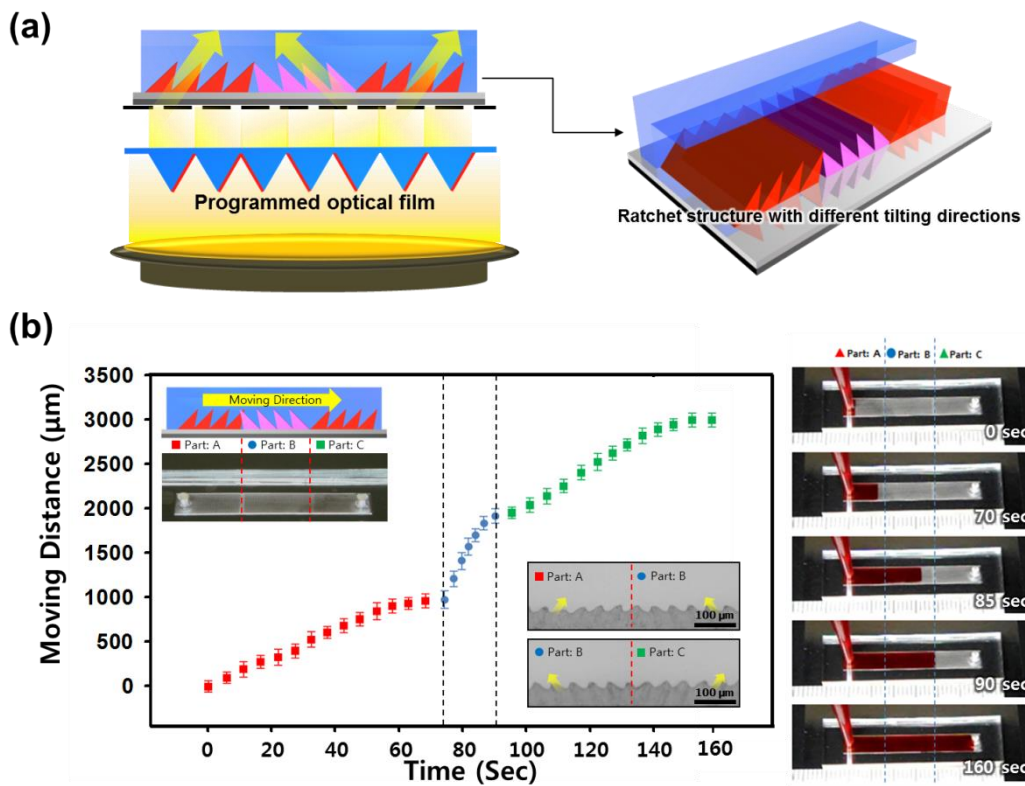 (a)
Programmed optical film
Ratchet structure with different tilting directions
(b)
Moving Distance (μm)
3500
3000
2500
2000
1500
1000
500
0
Moving Direction
Part: A Part: B Part: C
Part: A Part: B
100 μm
Part: B Part: C
100 μm
0 20 40 60 80 100 120 140 160
Time (Sec)
Part: A Part: B Part: C
0 sec
70 sec
85 sec
90 sec
160 sec